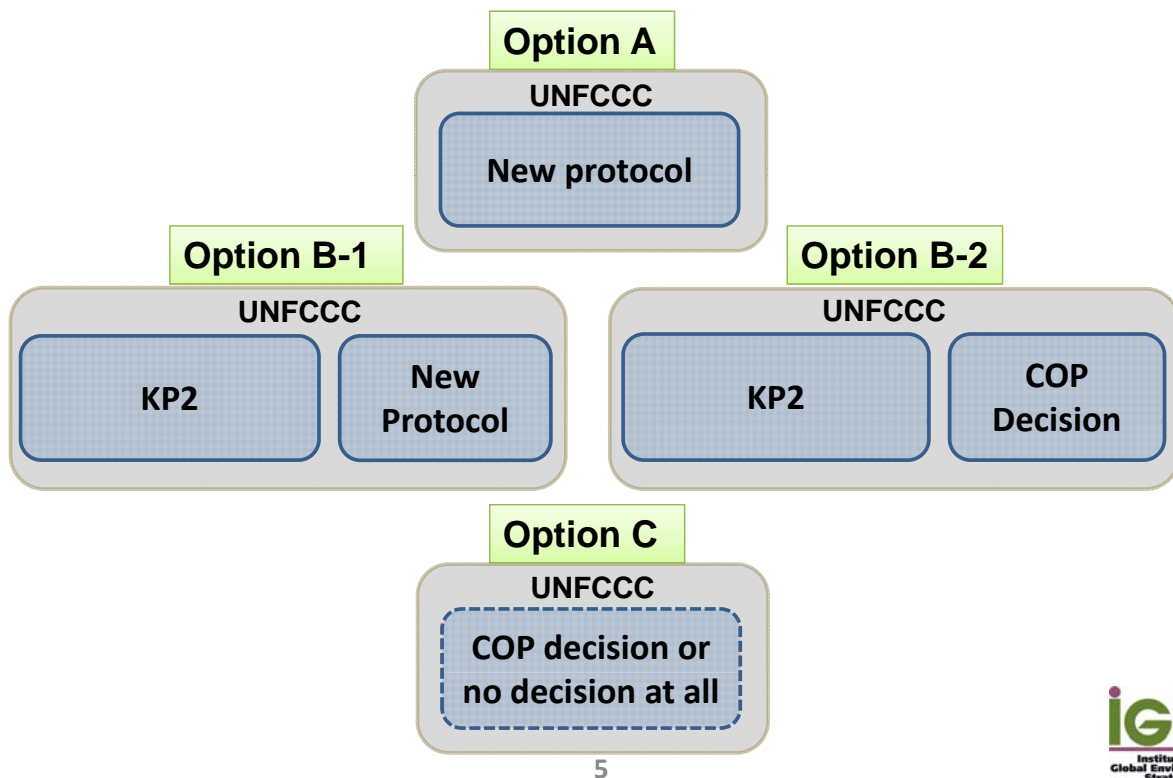 Option A
UNFCCC
New protocol
Option B-1
UNFCCC
KP2
New
Protocol
Option B-2
UNFCCC
KP2
COP
Decision
Option C
UNFCCC
COP decision or
no decision at all
5